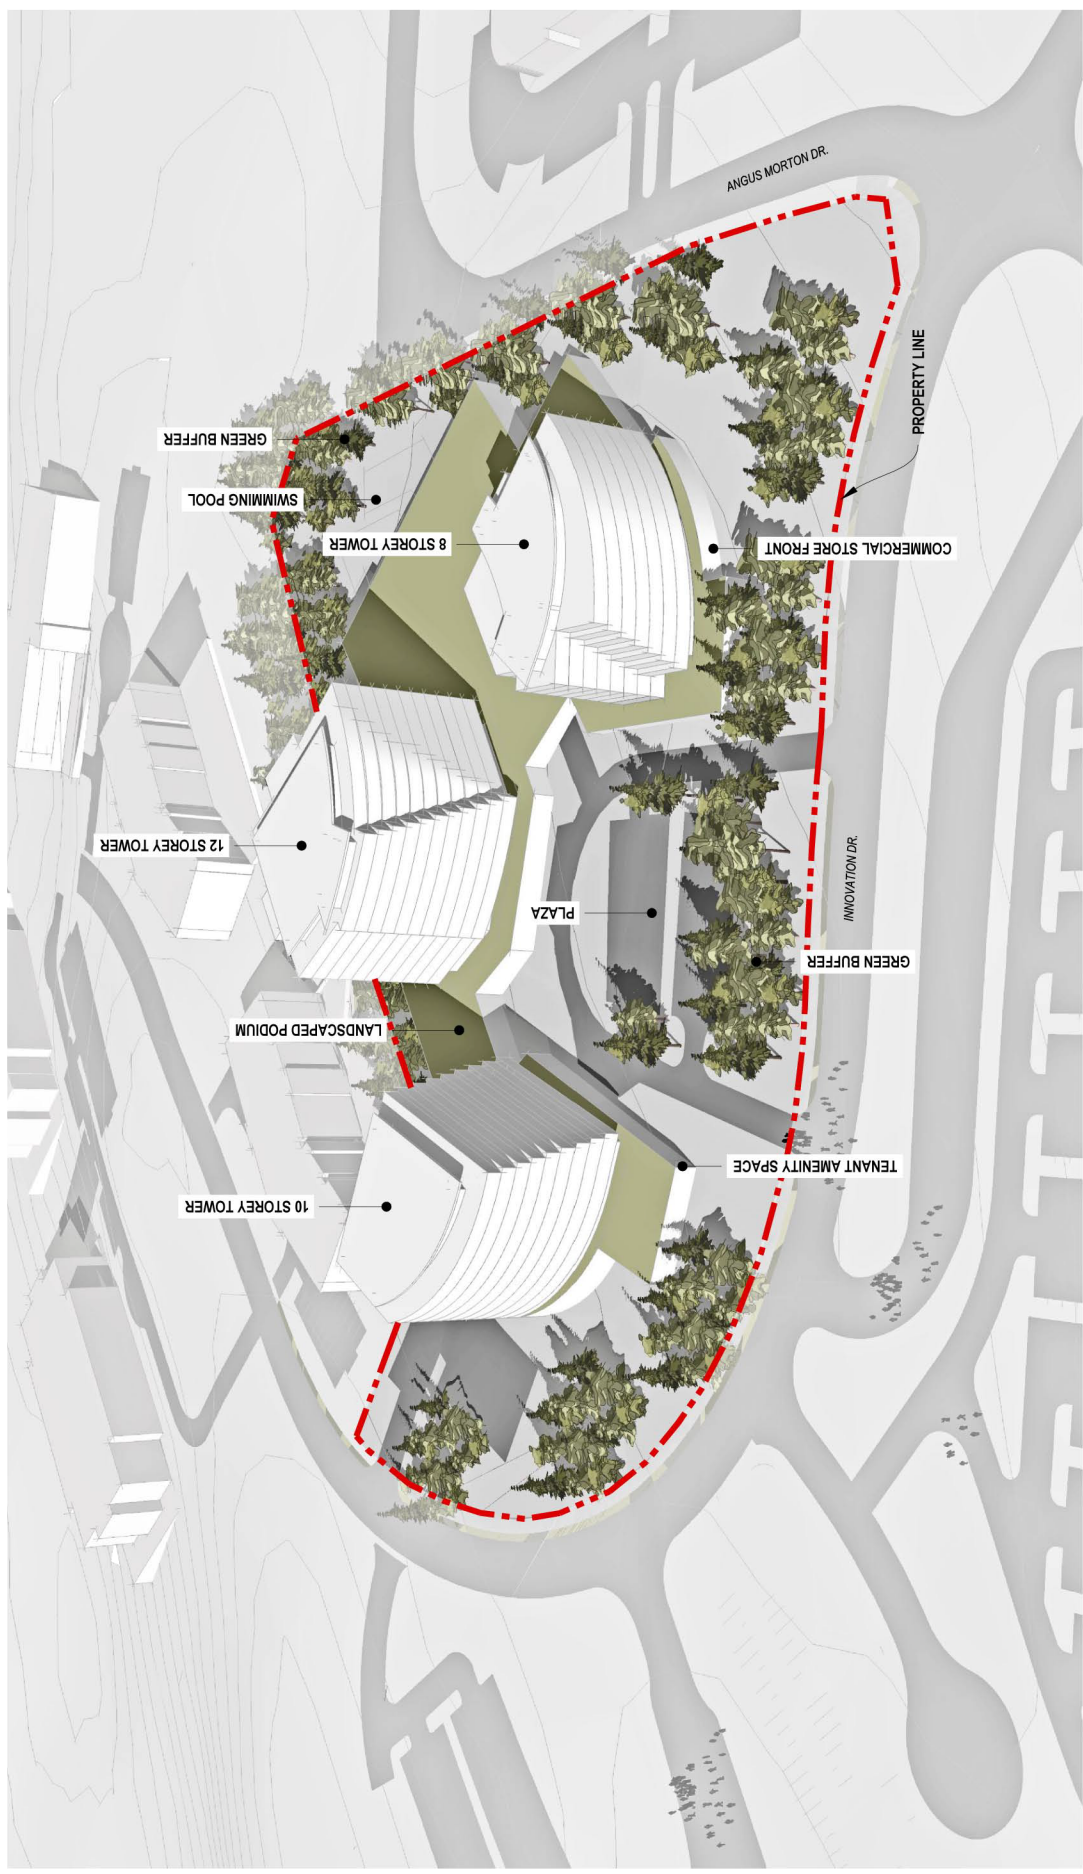 ANGUS MORTON DR.
PROPERTY LINE
GREEN BUFFER
SWIMMING POOL
8 STOREY TOWER
COMMERCIAL STORE FRONT
12 STOREY TOWER
INNOVATION DR.
PLAZA
GREEN BUFFER
LANDSCAPED PODIUM
TENANT AMENITY SPACE
10 STOREY TOWER